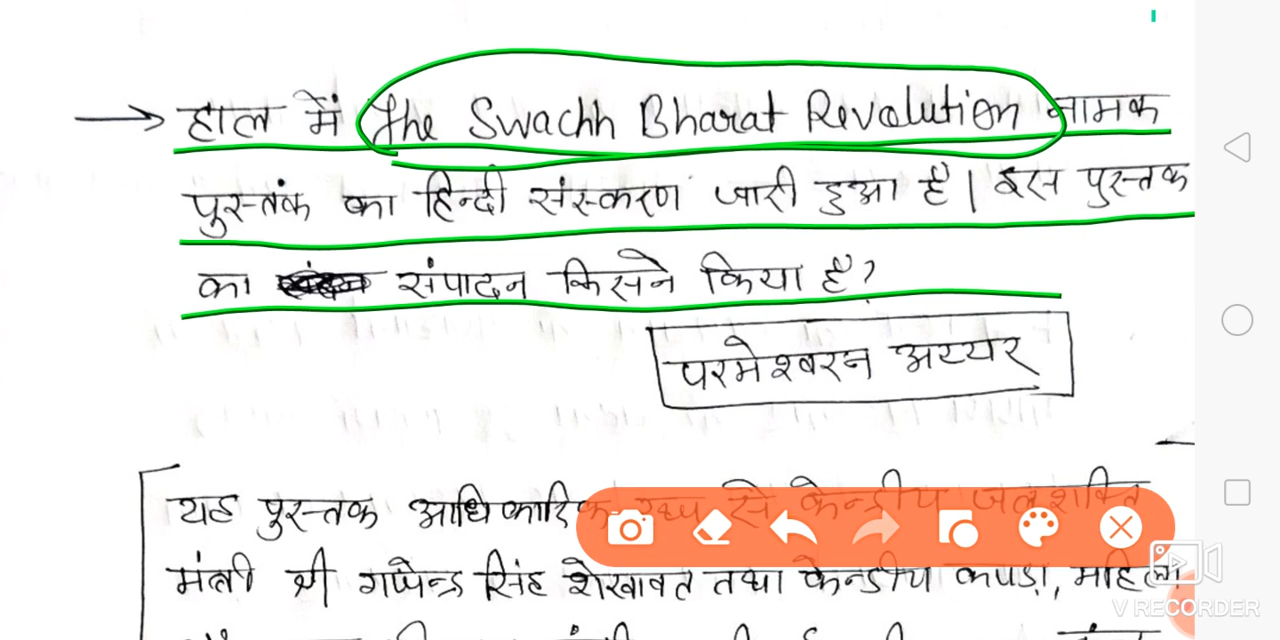 → हाल में the Swachh Bharat Revolution नामक
पुस्तक का हिन्दी संस्करण जारी हुआ है। इस पुस्तक
का संपादन किसने किया है?
परमेश्वरन अय्यर
यह पुस्तक आधिकारिक रूप से केन्द्रीय जलशक्ति
मंत्री श्री गजेन्द्र सिंह शेखावत तथा केन्द्रीय कपड़ा, महिला
V RECORDER